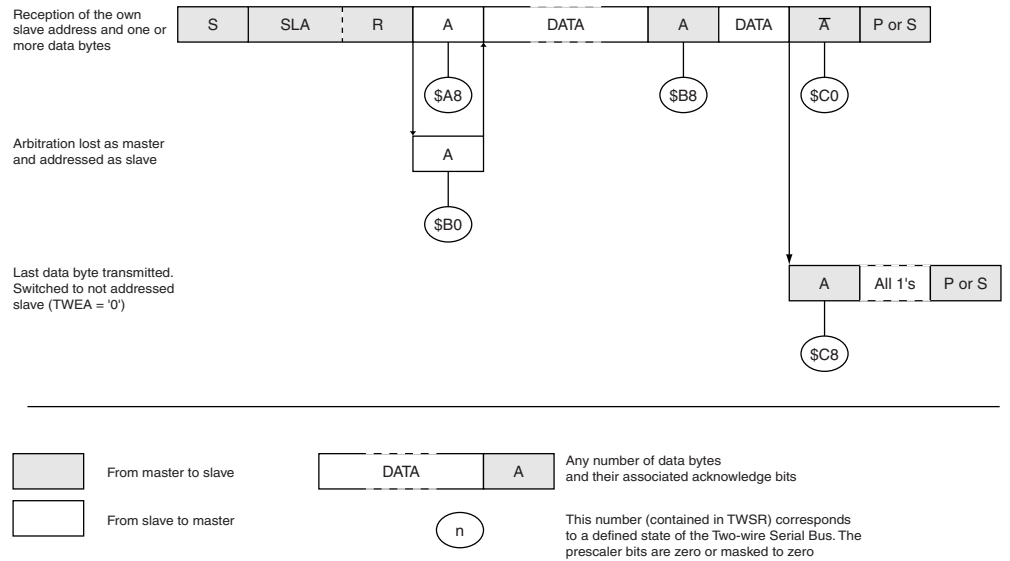 Reception of the own
slave address and one or
more data bytes
S SLA R A DATA A DATA A̅ P or S
$A8 $B8 $C0
Arbitration lost as master
and addressed as slave
A
$B0
Last data byte transmitted.
Switched to not addressed
slave (TWEA = '0')
A All 1's P or S
$C8
From master to slave
DATA A
Any number of data bytes
and their associated acknowledge bits
From slave to master
n
This number (contained in TWSR) corresponds
to a defined state of the Two-wire Serial Bus. The
prescaler bits are zero or masked to zero